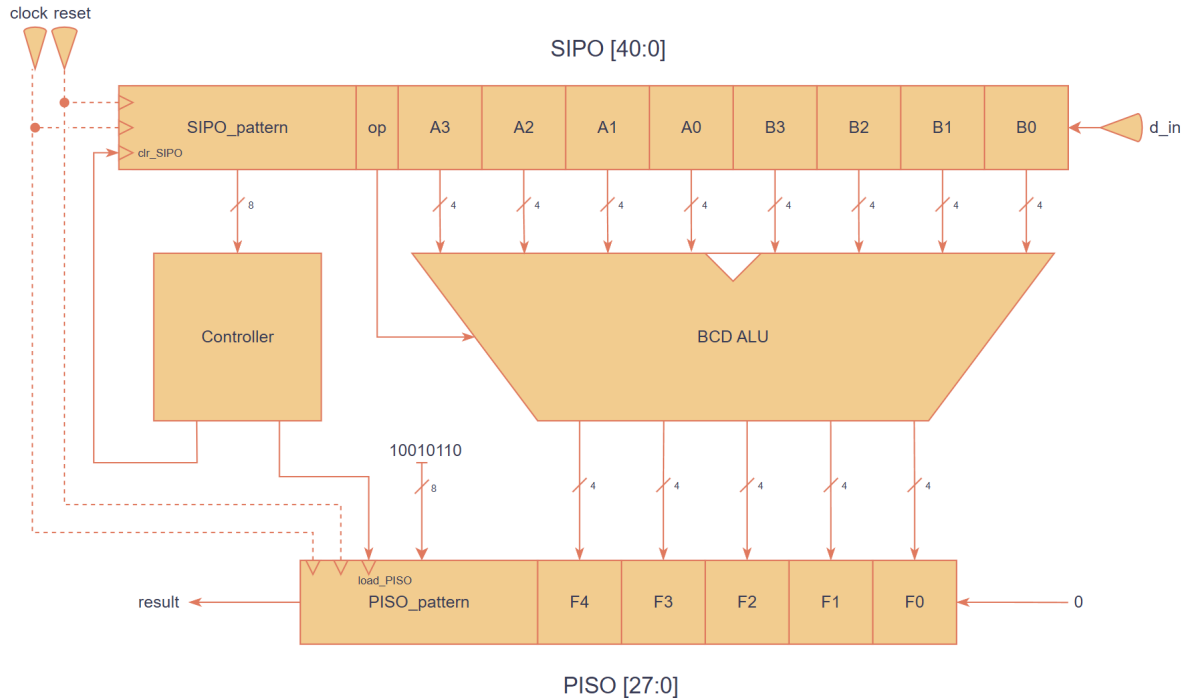 clock reset
SIPO [40:0]
SIPO_pattern
op
A3
A2
A1
A0
B3
B2
B1
B0
d_in
clr_SIPO
8
4
4
4
4
4
4
4
4
Controller
BCD ALU
10010110
8
4
4
4
4
4
load_PISO
result
PISO_pattern
F4
F3
F2
F1
F0
0
PISO [27:0]